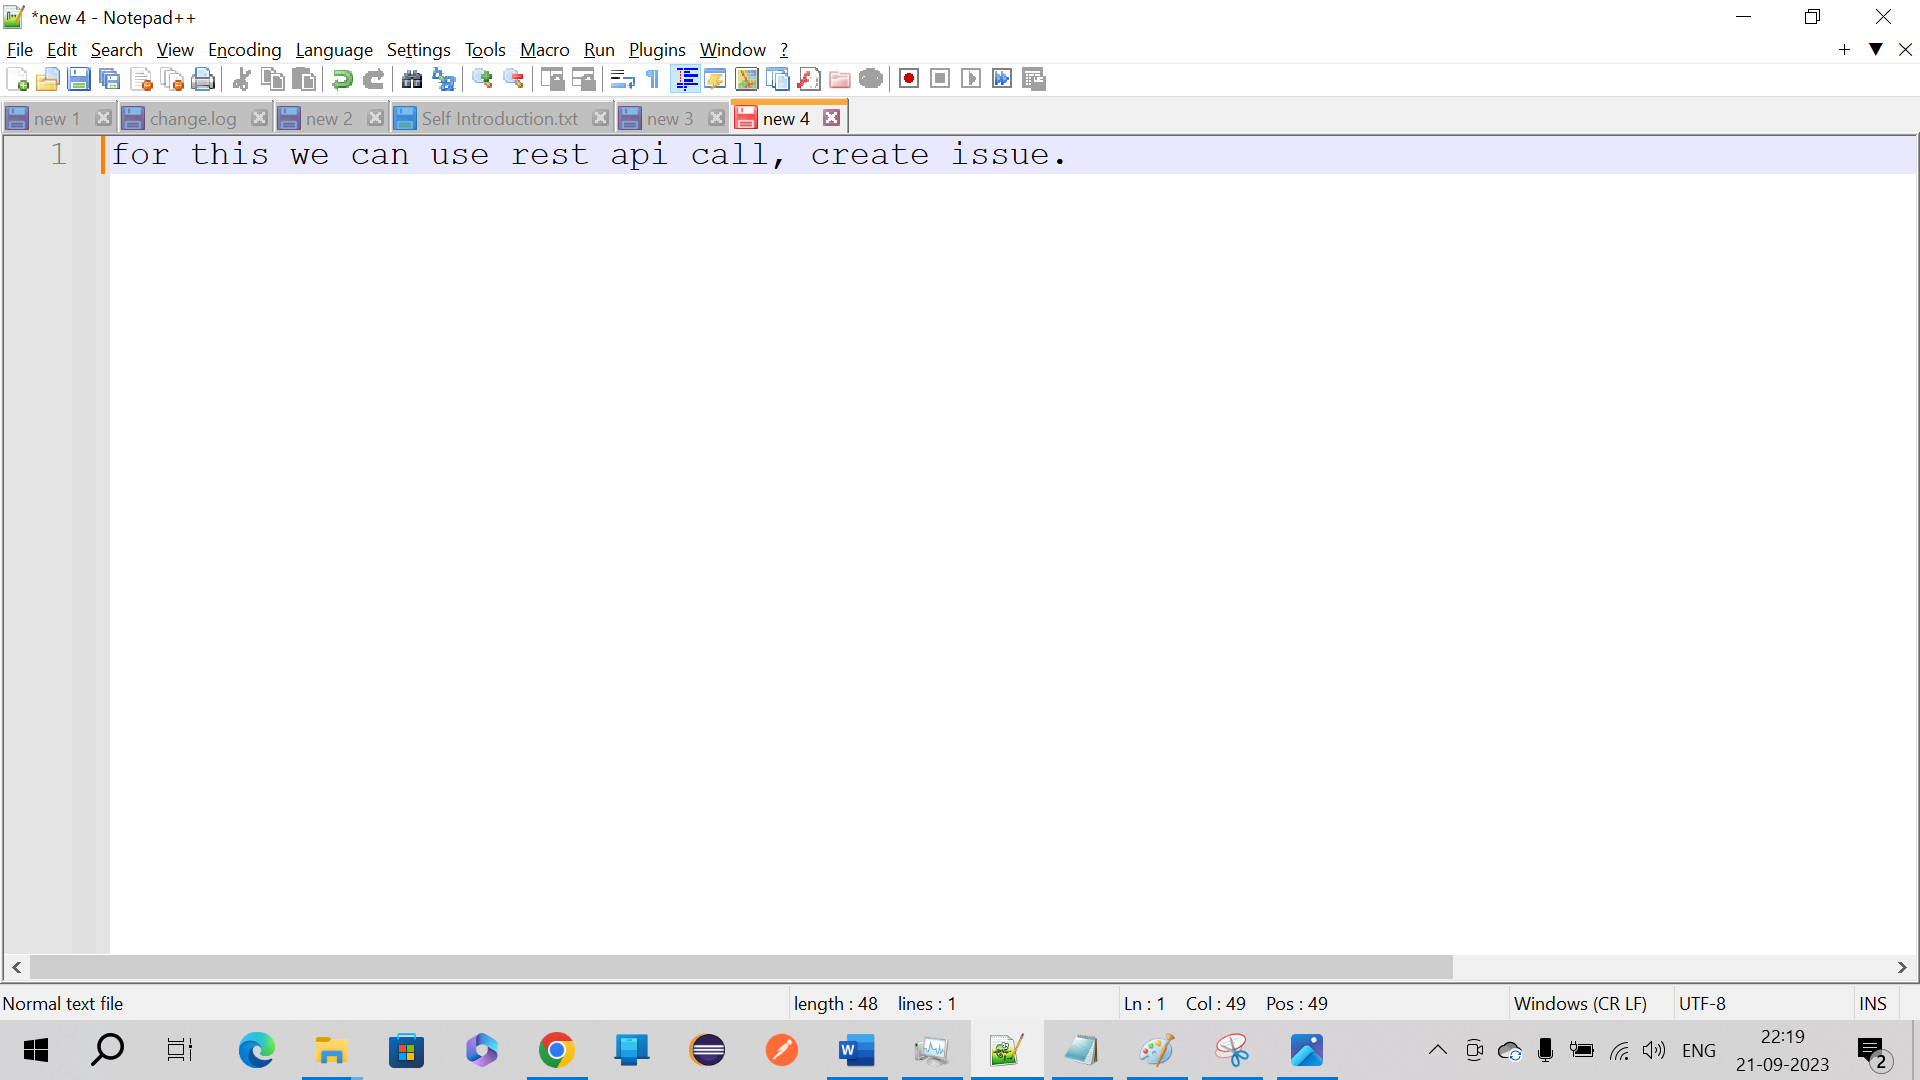 *new 4 - Notepad++
File Edit Search View Encoding Language Settings Tools Macro Run Plugins Window ?
new 1 change.log new 2 Self Introduction.txt new 3 new 4
1 for this we can use rest api call, create issue.
Normal text file length : 48 lines : 1 Ln : 1 Col : 49 Pos : 49 Windows (CR LF) UTF-8 INS
W ENG 22:19 2
21-09-2023